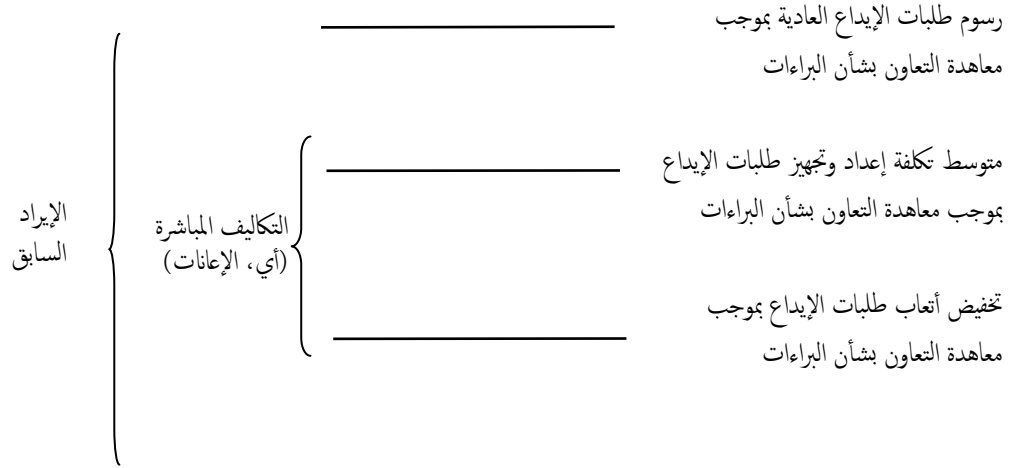 رسوم طلبات الإيداع العادية بموجب
معاهدة التعاون بشأن البراءات
متوسط تكلفة إعداد وتجهيز طلبات الإيداع
بموجب معاهدة التعاون بشأن البراءات
تخفيض أتعاب طلبات الإيداع بموجب
معاهدة التعاون بشأن البراءات
التكاليف المباشرة
(أي، الإعانات)
الإيراد
السابق